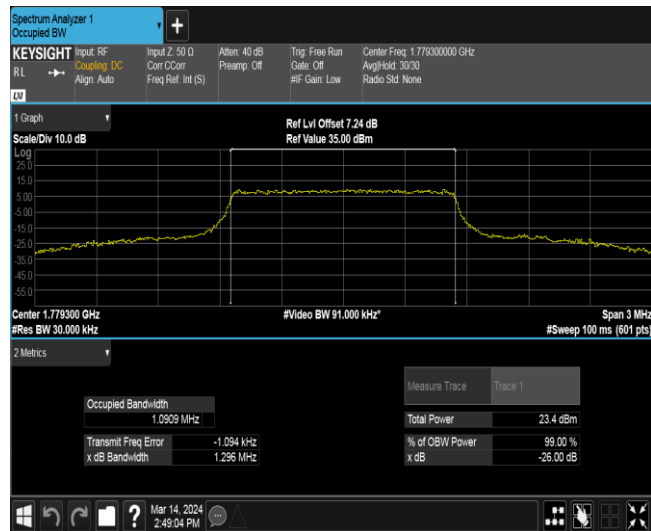 Spectrum Analyzer 1
Occupied BW
+
KEYSIGHT Input: RF Input Z: 50 Ω Atten: 40 dB Trig: Free Run Center Freq: 1.779300000 GHz
RL Coupling: DC Corr CCorr Preamp: Off Gate: Off Avg|Hold: 30/30
Align: Auto Freq Ref: Int (S) #IF Gain: Low Radio Std: None
LXI
1 Graph
Ref Lvl Offset 7.24 dB
Scale/Div 10.0 dB Ref Value 35.00 dBm
Log
25.0
15.0
5.00
-5.00
-15.0
-25.0
-35.0
-45.0
-55.0
Center 1.779300 GHz #Video BW 91.000 kHz* Span 3 MHz
#Res BW 30.000 kHz #Sweep 100 ms (601 pts)
2 Metrics
Measure Trace Trace 1
Occupied Bandwidth
1.0909 MHz
Total Power 23.4 dBm
Transmit Freq Error -1.094 kHz % of OBW Power 99.00 %
x dB Bandwidth 1.296 MHz x dB -26.00 dB
? Mar 14, 2024
2:49:04 PM